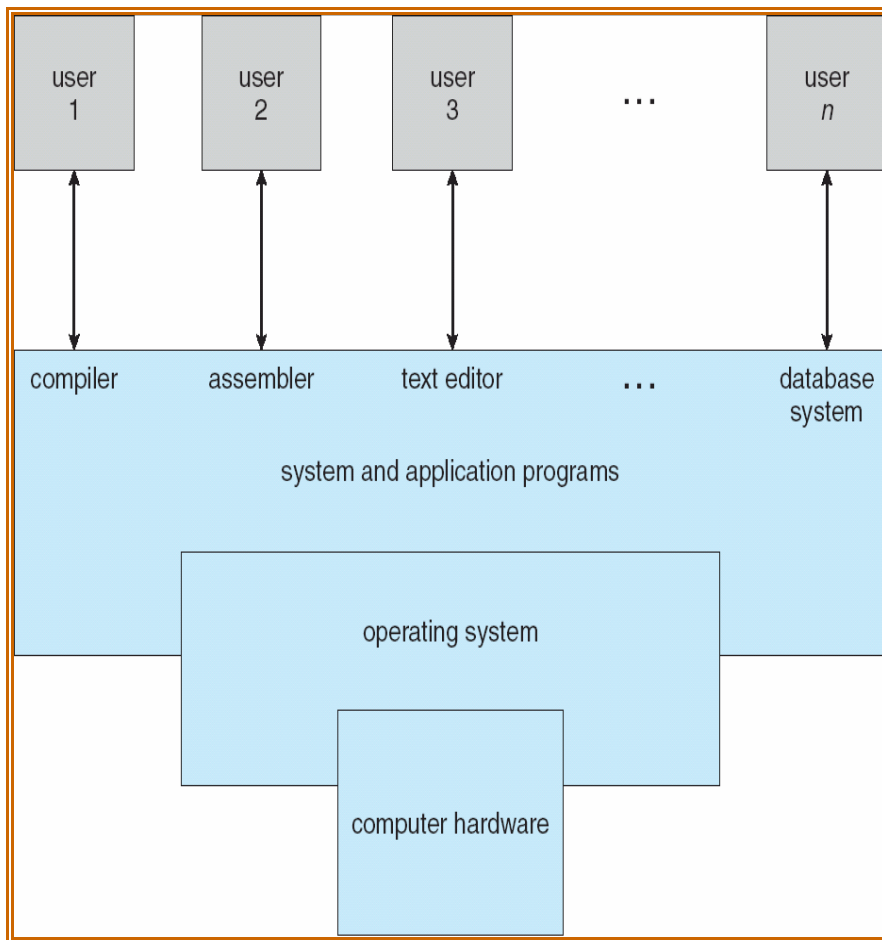 user
1
user
2
user
3
...
user
n
compiler
assembler
text editor
...
database
system
system and application programs
operating system
computer hardware